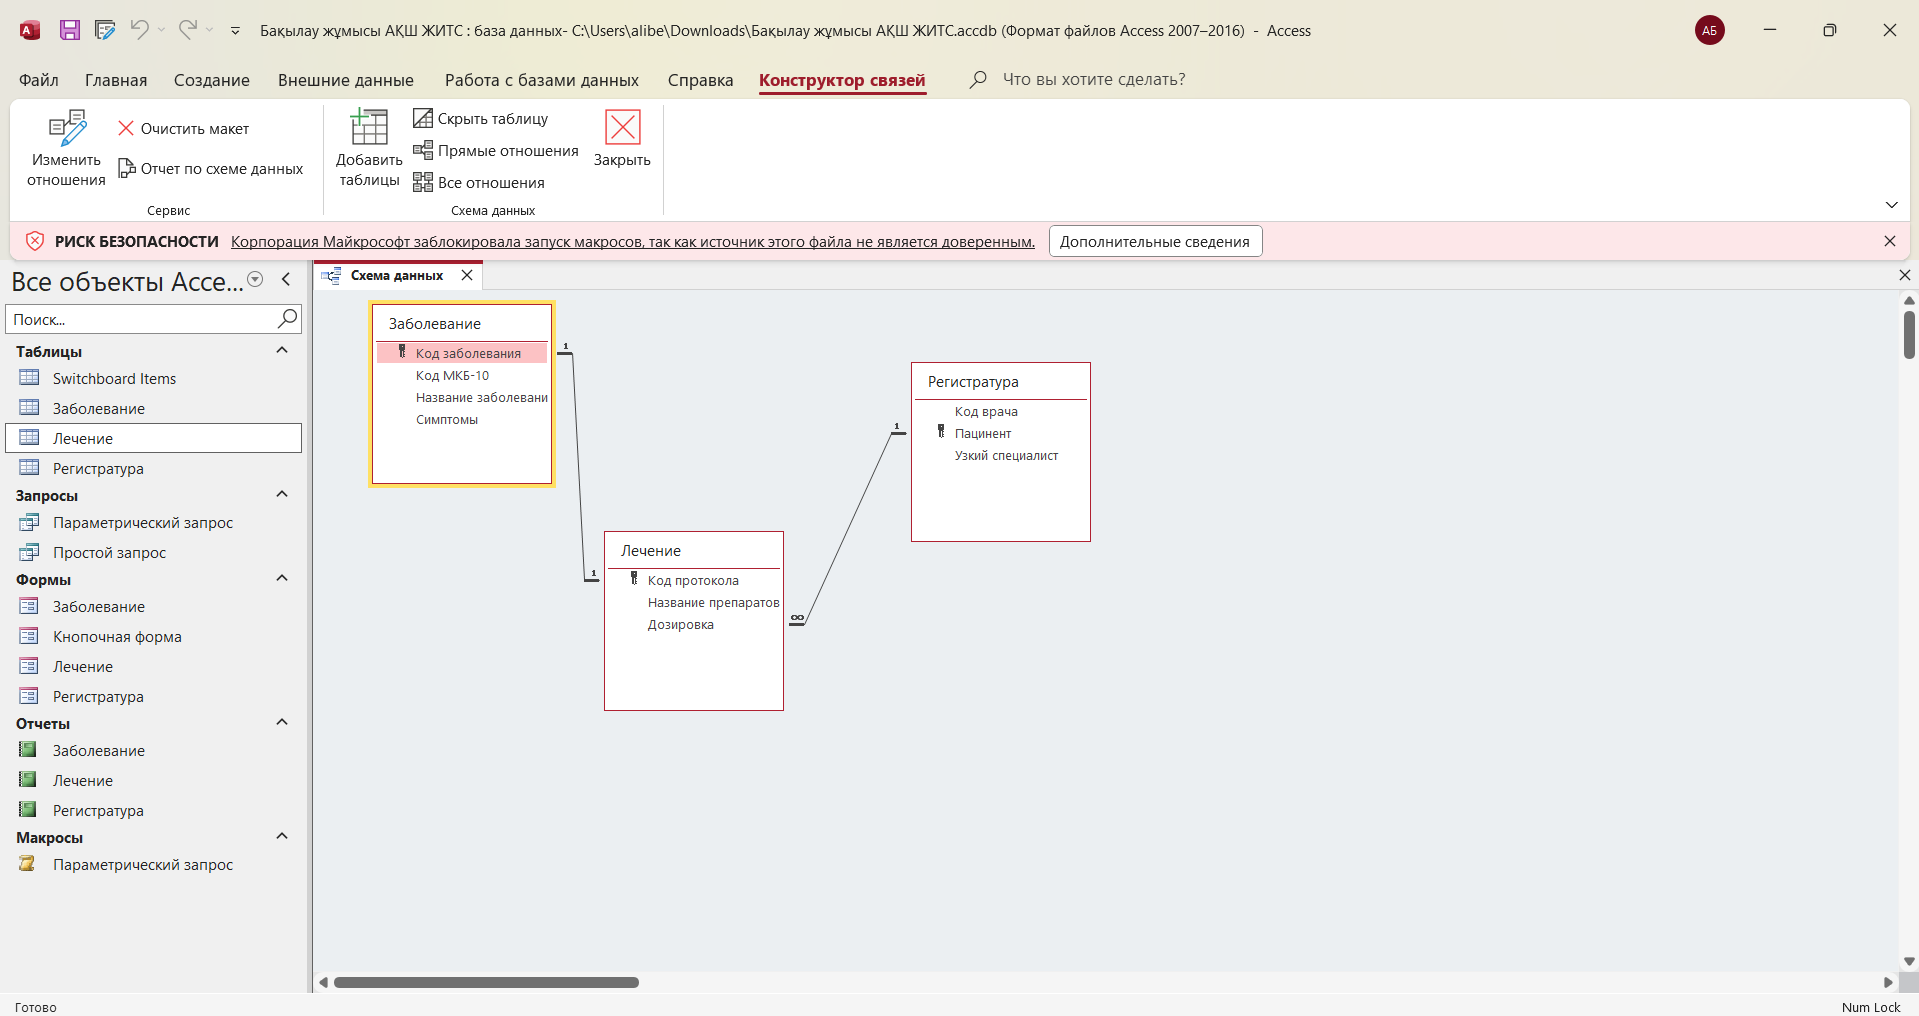 Бақылау жұмысы АҚШ ЖИТС : база данных- C:\Users\alibe\Downloads\Бақылау жұмысы АҚШ ЖИТС.accdb (Формат файлов Access 2007–2016) - Access
АБ
Файл Главная Создание Внешние данные Работа с базами данных Справка Конструктор связей Что вы хотите сделать?
Изменить отношения
Очистить макет
Отчет по схеме данных
Сервис
Добавить таблицы
Скрыть таблицу
Прямые отношения
Все отношения
Закрыть
Схема данных
РИСК БЕЗОПАСНОСТИ Корпорация Майкрософт заблокировала запуск макросов, так как источник этого файла не является доверенным. Дополнительные сведения
Все объекты Acce...
Поиск...
Таблицы
Switchboard Items
Заболевание
Лечение
Регистратура
Запросы
Параметрический запрос
Простой запрос
Формы
Заболевание
Кнопочная форма
Лечение
Регистратура
Отчеты
Заболевание
Лечение
Регистратура
Макросы
Параметрический запрос
Схема данных
Заболевание
Код заболевания
Код МКБ-10
Название заболевани
Симптомы
1
1
Лечение
Код протокола
Название препаратов
Дозировка
∞
1
Регистратура
Код врача
Пацинент
Узкий специалист
Готово
Num Lock